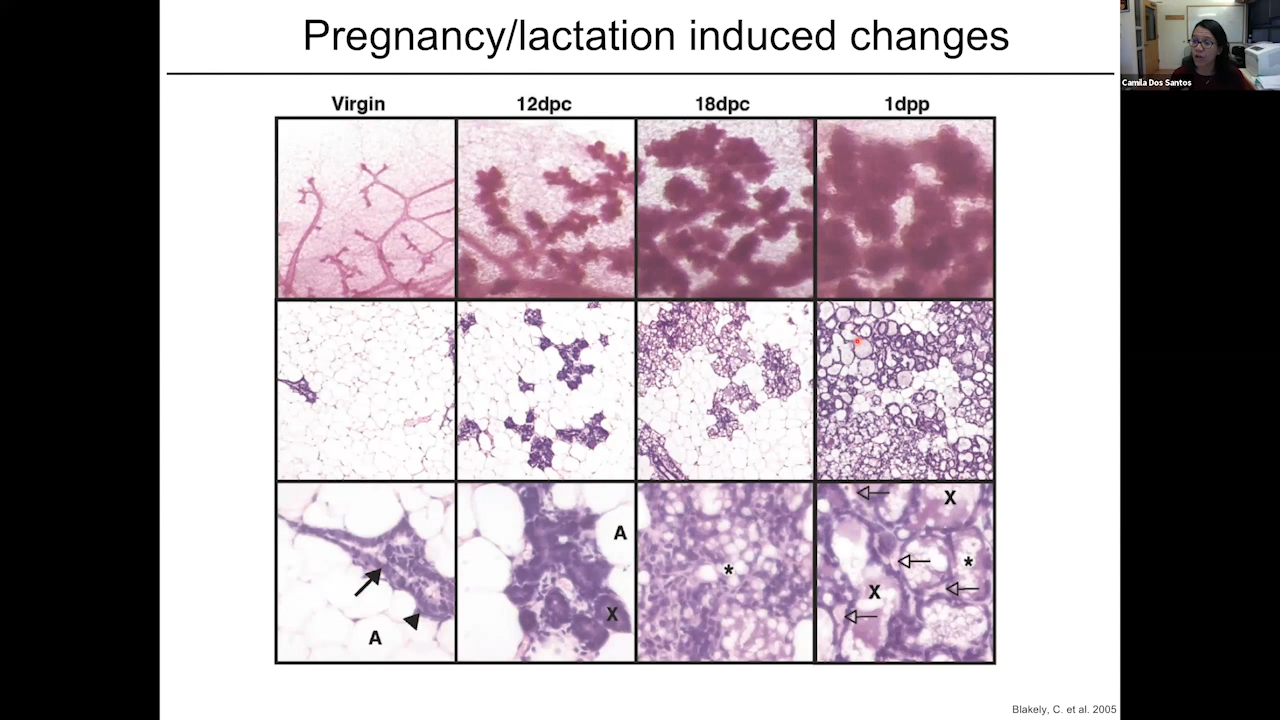 Pregnancy/lactation induced changes
Camila Dos Santos
Virgin 12dpc 18dpc 1dpp
X
A
*
*
X
X
A
Blakely, C. et al. 2005